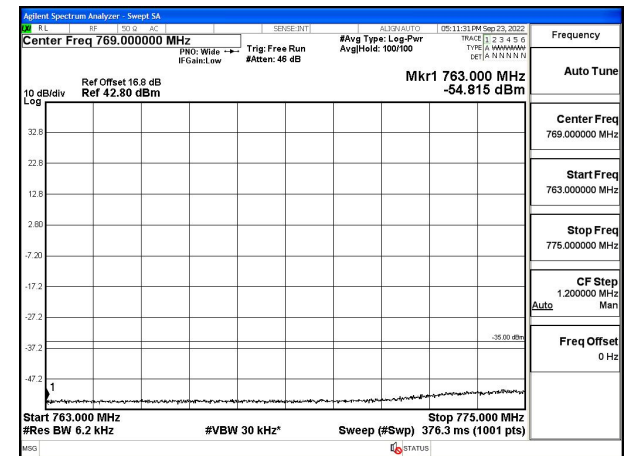 Agilent Spectrum Analyzer - Swept SA
RL RF 50 Ω AC SENSE:INT ALIGN AUTO 05:11:31 PM Sep 23, 2022
Center Freq 769.000000 MHz
PNO: Wide
IFGain:Low
Trig: Free Run
#Atten: 46 dB
#Avg Type: Log-Pwr
Avg|Hold: 100/100
TRACE 1 2 3 4 5 6
TYPE A WWWWW
DET A N N N N N
Ref Offset 16.8 dB
Ref 42.80 dBm
10 dB/div
Log
Mkr1 763.000 MHz
-54.815 dBm
32.8
22.8
12.8
2.80
-7.20
-17.2
-27.2
-37.2
-47.2
-35.00 dBm
1
Start 763.000 MHz
Stop 775.000 MHz
#Res BW 6.2 kHz
#VBW 30 kHz*
Sweep (#Swp) 376.3 ms (1001 pts)
MSG
STATUS
Frequency
Auto Tune
Center Freq
769.000000 MHz
Start Freq
763.000000 MHz
Stop Freq
775.000000 MHz
CF Step
1.200000 MHz
Auto Man
Freq Offset
0 Hz